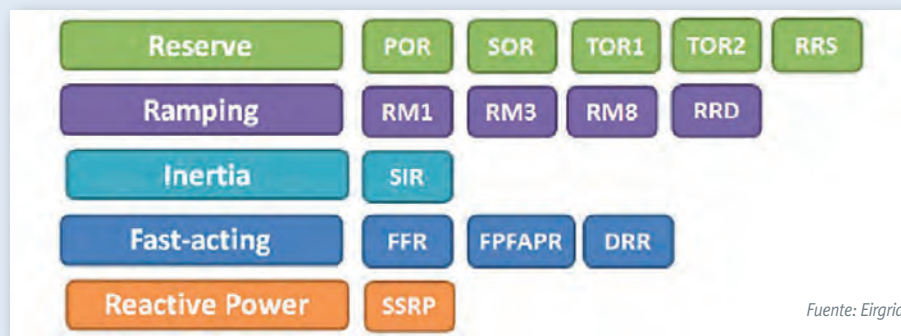 Reserve POR SOR TOR1 TOR2 RRS
Ramping RM1 RM3 RM8 RRD
Inertia SIR
Fast-acting FFR FPFAPR DRR
Reactive Power SSRP
Fuente: Eirgrid